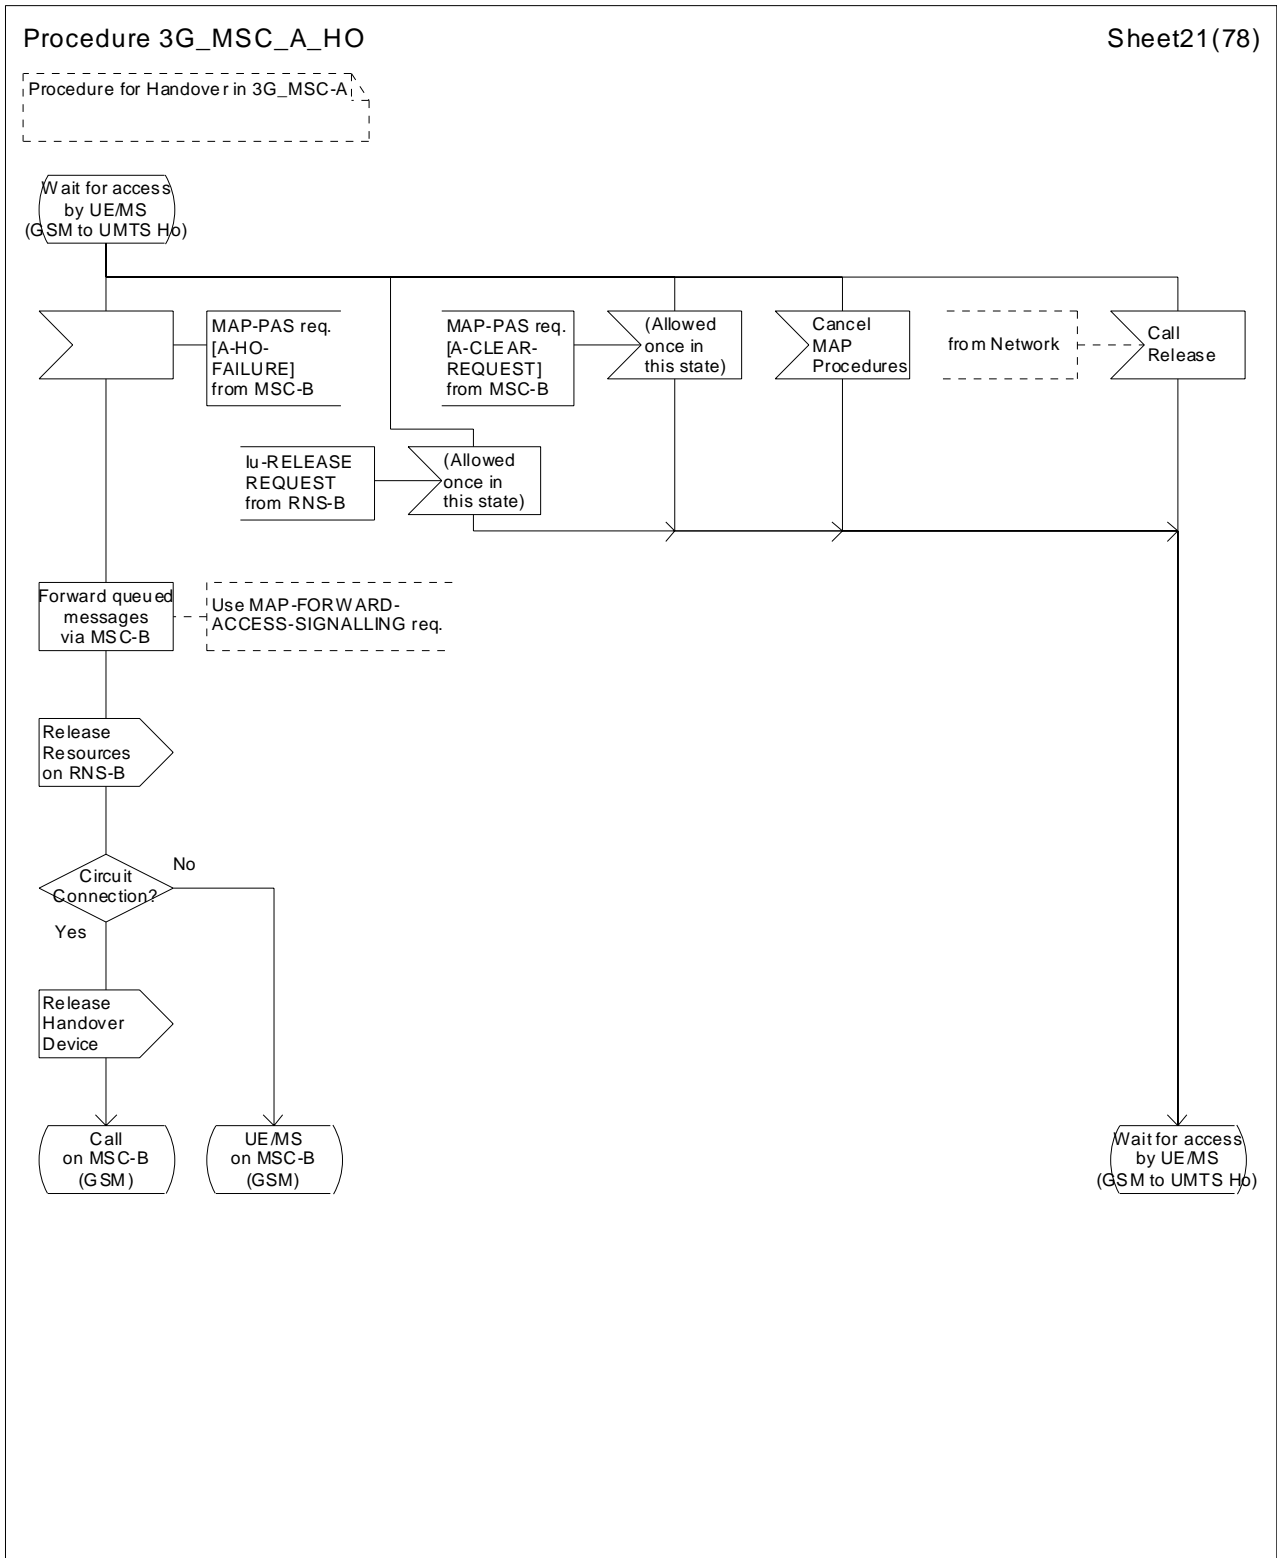 Procedure 3G_MSC_A_HO
Sheet21(78)
Procedure for Handover in 3G_MSC-A
Wait for access
by UE/MS
(GSM to UMTS Ho)
MAP-PAS req.
[A-HO-
FAILURE]
from MSC-B
MAP-PAS req.
[A-CLEAR-
REQUEST]
from MSC-B
(Allowed
once in
this state)
Cancel
MAP
Procedures
from Network
Call
Release
Iu-RELEASE
REQUEST
from RNS-B
(Allowed
once in
this state)
Forward queued
messages
via MSC-B
Use MAP-FORWARD-
ACCESS-SIGNALLING req.
Release
Resources
on RNS-B
Circuit
Connection?
No
Yes
Release
Handover
Device
Call
on MSC-B
(GSM)
UE/MS
on MSC-B
(GSM)
Wait for access
by UE/MS
(GSM to UMTS Ho)